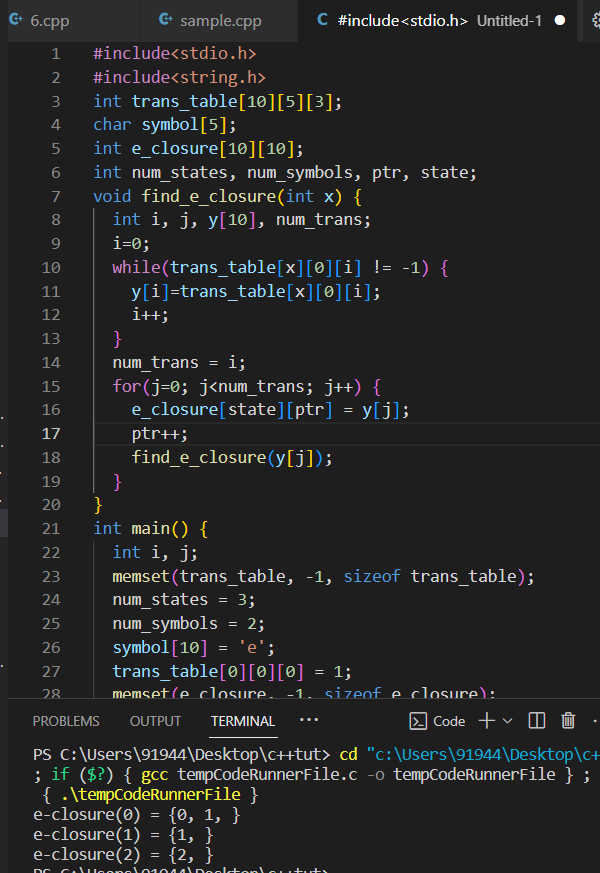 6.cpp sample.cpp C #include<stdio.h> Untitled-1
1 #include<stdio.h>
2 #include<string.h>
3 int trans_table[10][5][3];
4 char symbol[5];
5 int e_closure[10][10];
6 int num_states, num_symbols, ptr, state;
7 void find_e_closure(int x) {
8 int i, j, y[10], num_trans;
9 i=0;
10 while(trans_table[x][0][i] != -1) {
11 y[i]=trans_table[x][0][i];
12 i++;
13 }
14 num_trans = i;
15 for(j=0; j<num_trans; j++) {
16 e_closure[state][ptr] = y[j];
17 ptr++;
18 find_e_closure(y[j]);
19 }
20 }
21 int main() {
22 int i, j;
23 memset(trans_table, -1, sizeof trans_table);
24 num_states = 3;
25 num_symbols = 2;
26 symbol[10] = 'e';
27 trans_table[0][0][0] = 1;
28 memset(e_closure, -1, sizeof e_closure);
PROBLEMS OUTPUT TERMINAL ··· Code
PS C:\Users\91944\Desktop\c++tut> cd "c:\Users\91944\Desktop\c+
; if ($?) { gcc tempCodeRunnerFile.c -o tempCodeRunnerFile } ;
{ .\tempCodeRunnerFile }
e-closure(0) = {0, 1, }
e-closure(1) = {1, }
e-closure(2) = {2, }
PS C:\Users\91944\Desktop\c++tut>